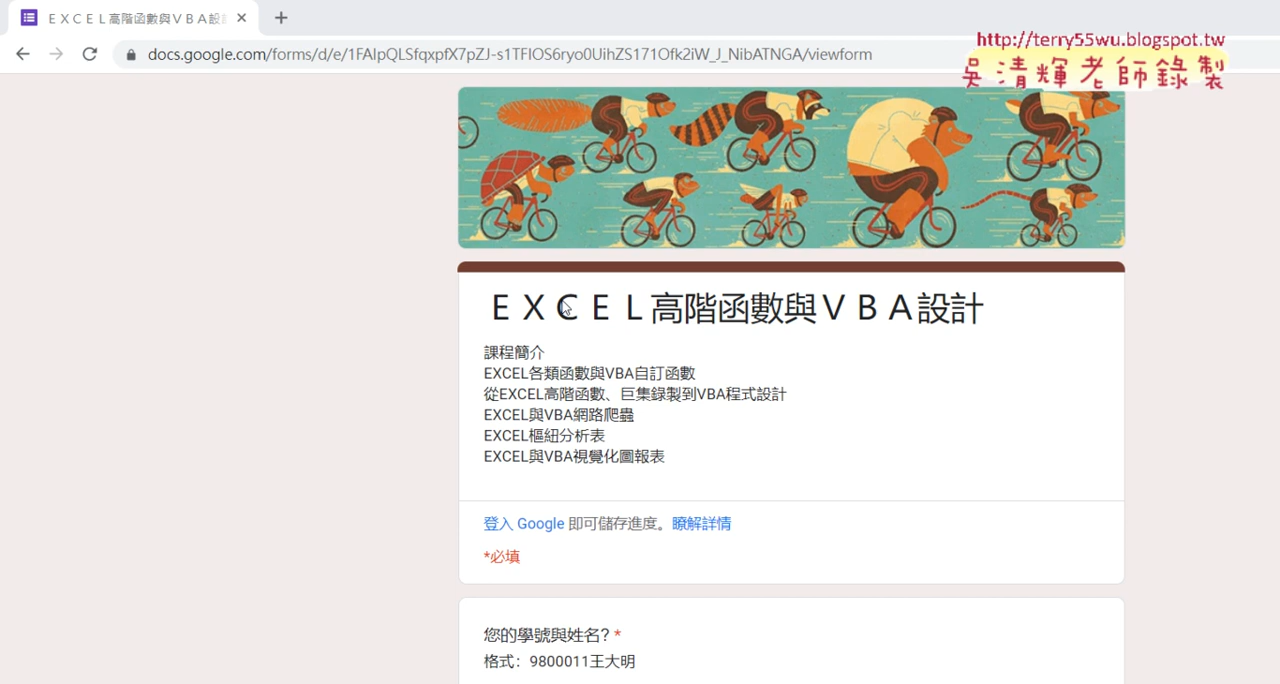 ＥＸＣＥＬ高階函數與ＶＢＡ設
docs.google.com/forms/d/e/1FAIpQLSfqxpfX7pZJ-s1TFIOS6ryo0UihZS171Ofk2iW_J_NibATNGA/viewform
http://terry55wu.blogspot.tw
吳清輝老師錄製
ＥＸＣＥＬ高階函數與ＶＢＡ設計
課程簡介
EXCEL各類函數與VBA自訂函數
從EXCEL高階函數、巨集錄製到VBA程式設計
EXCEL與VBA網路爬蟲
EXCEL樞紐分析表
EXCEL與VBA視覺化圖報表
登入 Google 即可儲存進度。瞭解詳情
*必填
您的學號與姓名? *
格式：9800011王大明